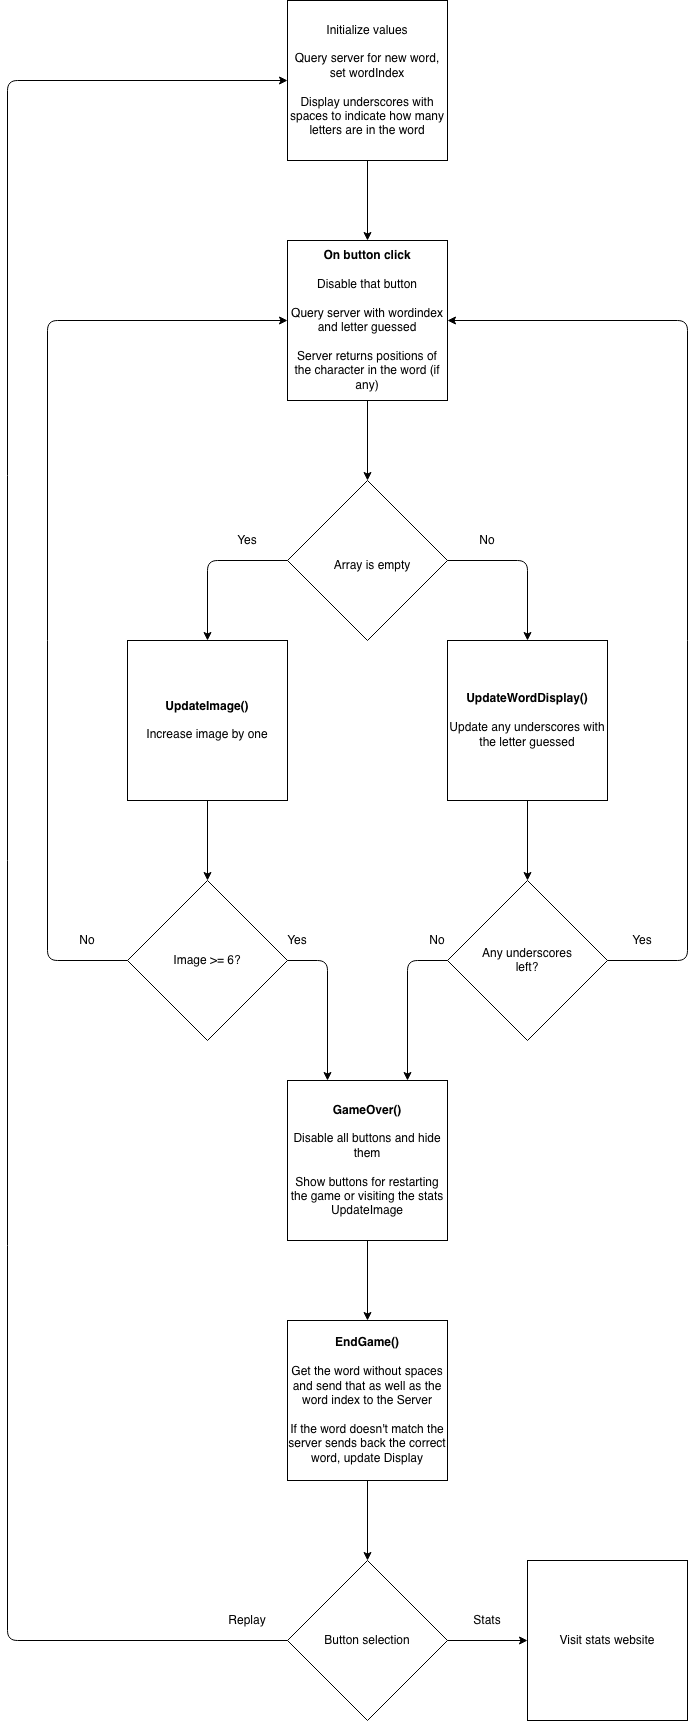 Initialize values
Query server for new word,
set wordIndex
Display underscores with
spaces to indicate how many
letters are in the word
On button click
Disable that button
Query server with wordindex
and letter guessed
Server returns positions of
the character in the word (if
any)
Yes
No
Array is empty
UpdateImage()
Increase image by one
UpdateWordDisplay()
Update any underscores with
the letter guessed
No
Image >= 6?
Yes
No
Any underscores
left?
Yes
GameOver()
Disable all buttons and hide
them
Show buttons for restarting
the game or visiting the stats
UpdateImage
EndGame()
Get the word without spaces
and send that as well as the
word index to the Server
If the word doesn't match the
server sends back the correct
word, update Display
Replay
Button selection
Stats
Visit stats website